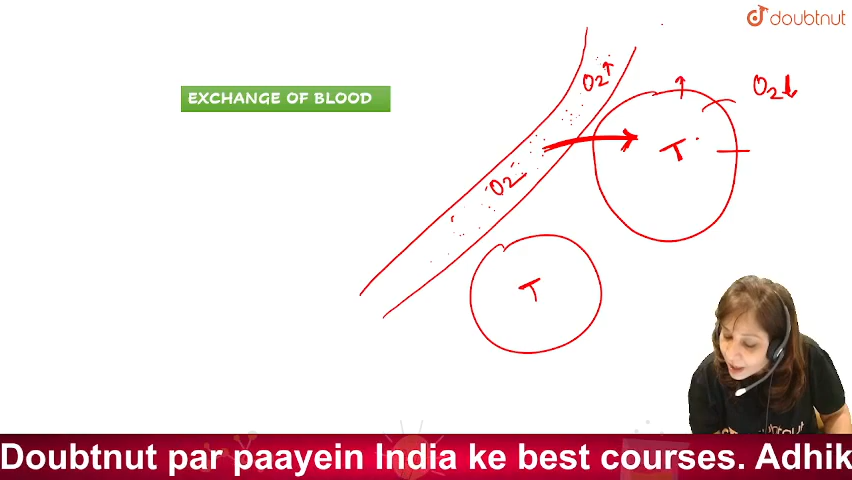 doubtnut
EXCHANGE OF BLOOD
O2↑
O2↓
T
O2
T
Doubtnut par paayein India ke best courses. Adhik